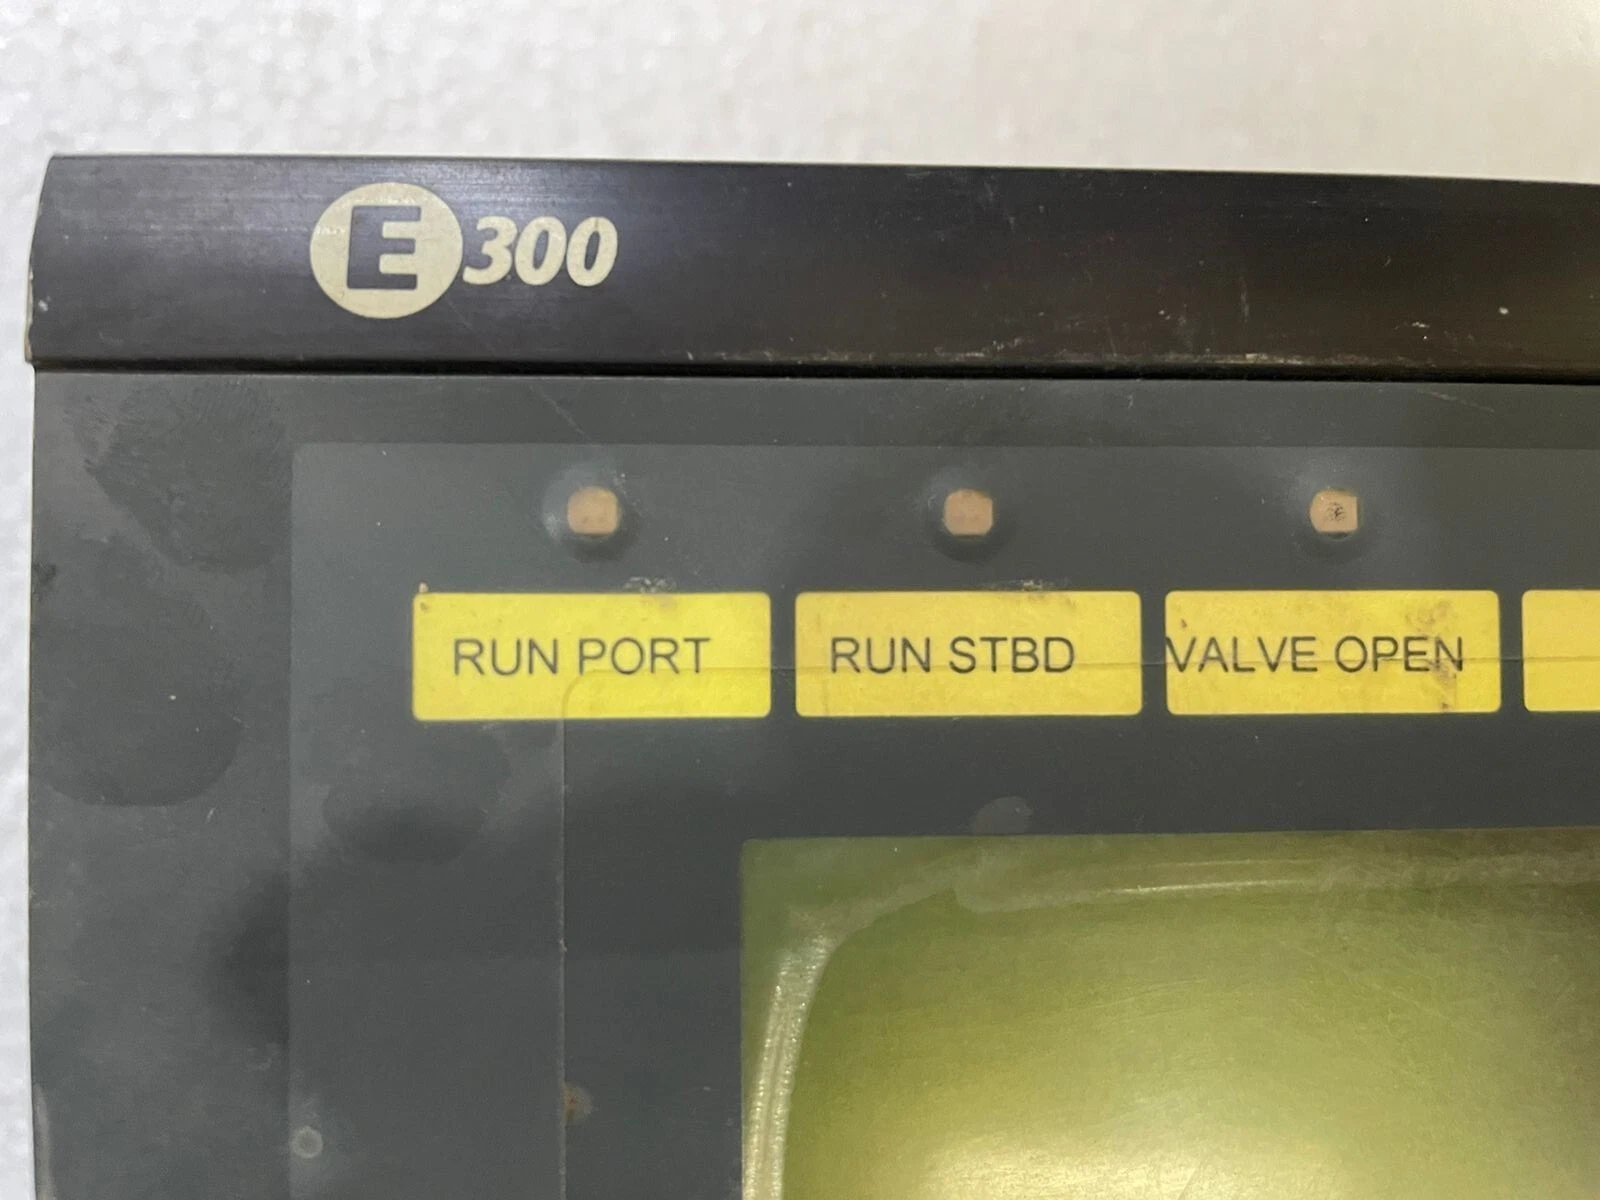 E300
RUN PORT
RUN STBD
VALVE OPEN